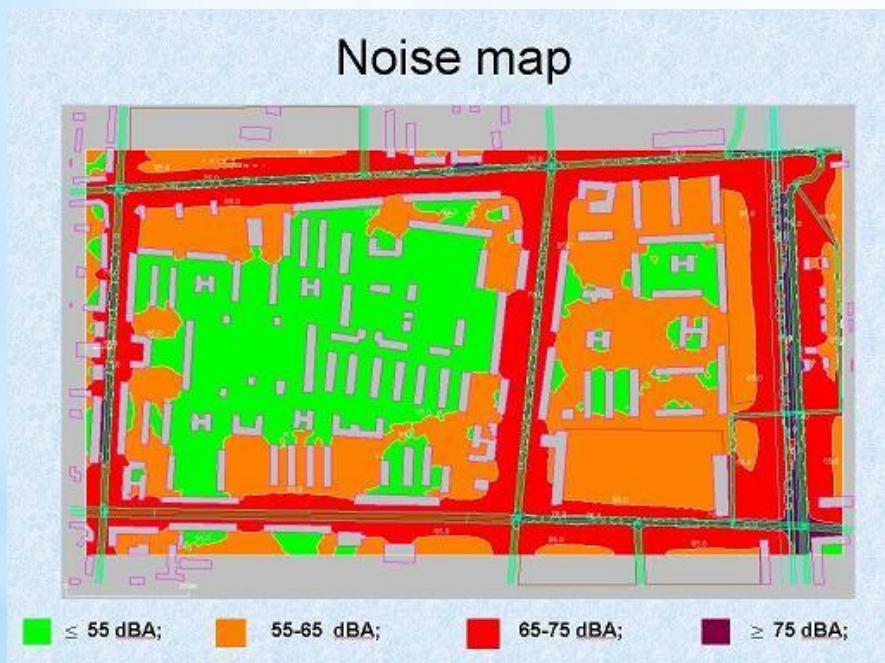 Noise map
≤ 55 dBA;
55-65 dBA;
65-75 dBA;
≥ 75 dBA;